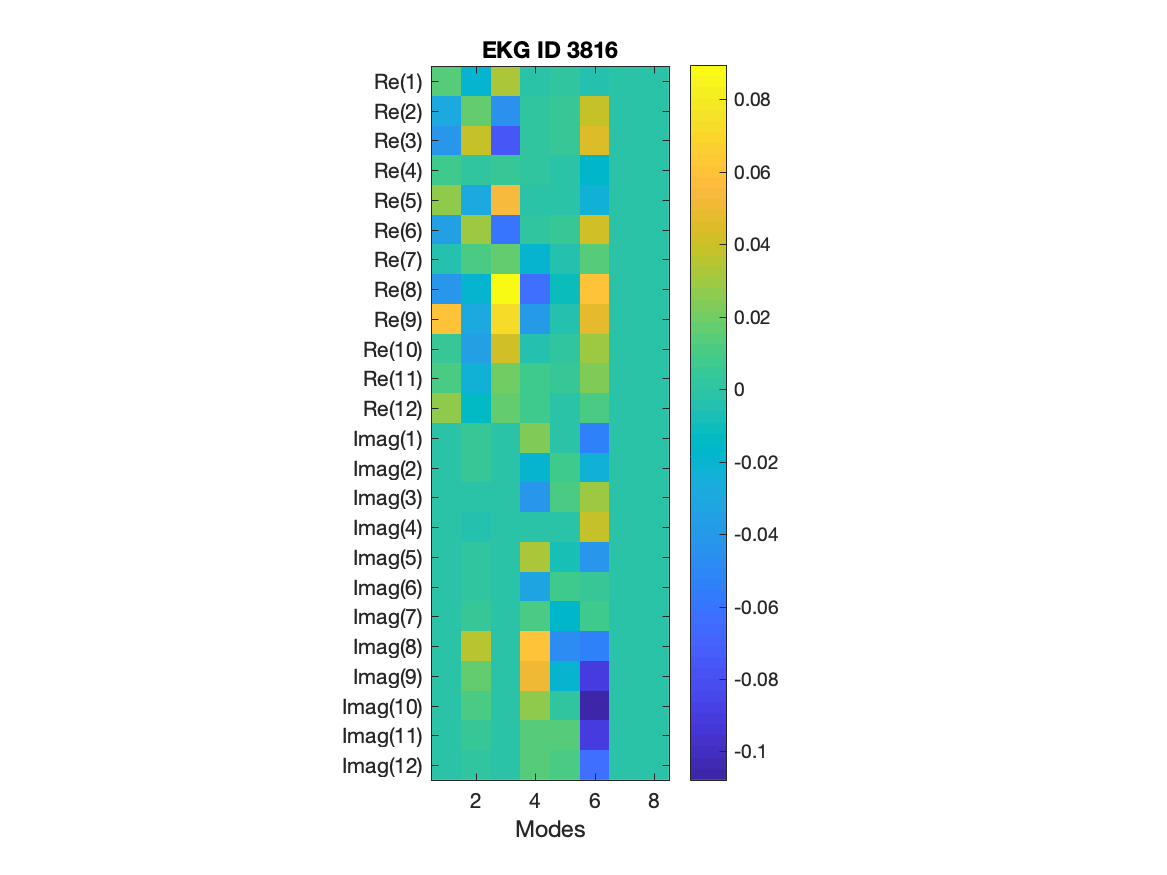 EKG ID 3816
Re(1)
Re(2)
Re(3)
Re(4)
Re(5)
Re(6)
Re(7)
Re(8)
Re(9)
Re(10)
Re(11)
Re(12)
Imag(1)
Imag(2)
Imag(3)
Imag(4)
Imag(5)
Imag(6)
Imag(7)
Imag(8)
Imag(9)
Imag(10)
Imag(11)
Imag(12)
2 4 6 8
Modes
0.08
0.06
0.04
0.02
0
-0.02
-0.04
-0.06
-0.08
-0.1